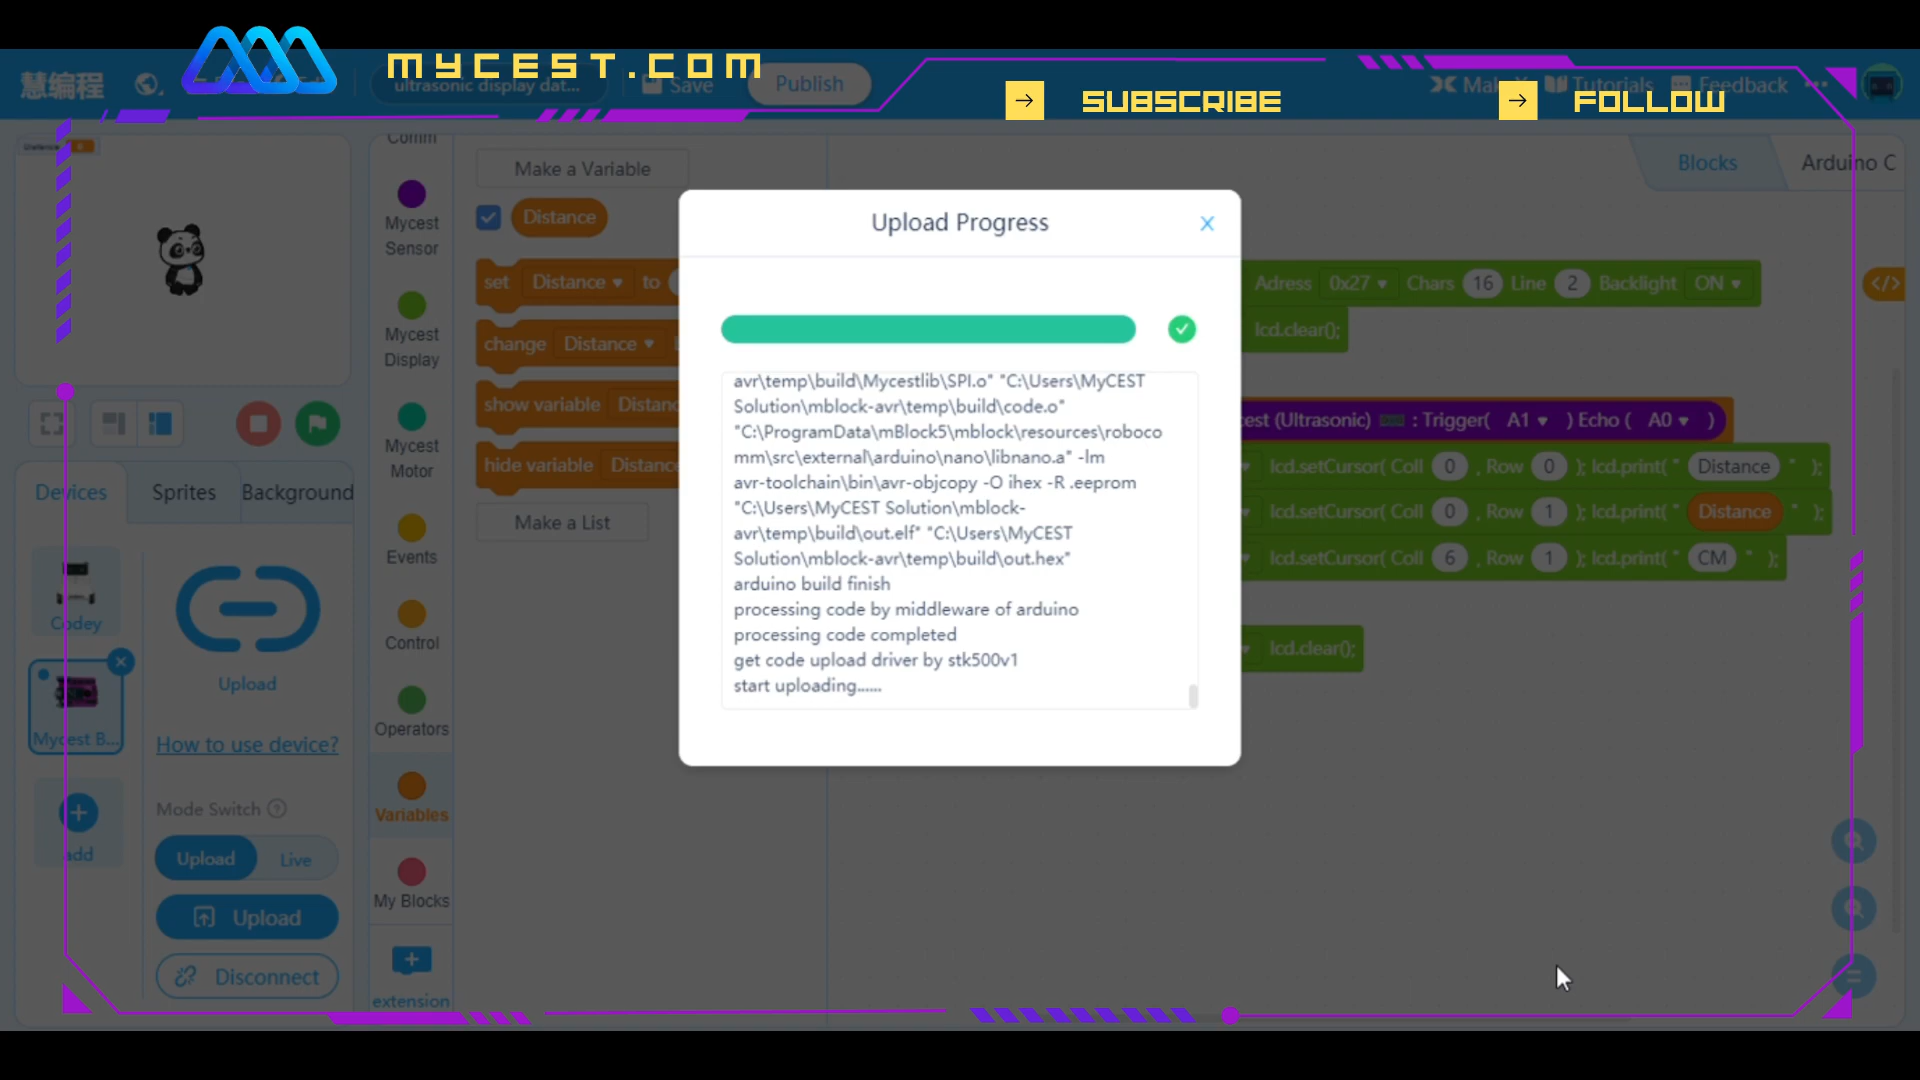 MYCEST.COM
SUBSCRIBE
FOLLOW
慧编程
ultrasonic display dat...
Save
Publish
Tutorials
Feedback
Comm
Make a Variable
Blocks
Arduino C
Mycest
Sensor
Distance
Upload Progress
set Distance to
Adress 0x27 Chars 16 Line 2 Backlight ON
Mycest
Display
change Distance
lcd.clear();
show variable
Mycest
Motor
hide variable
(Ultrasonic) : Trigger( A1 ) Echo ( A0 )
lcd.setCursor( Coll 0 , Row 0 ); lcd.print( " Distance " );
lcd.setCursor( Coll 0 , Row 1 ); lcd.print( " Distance " );
lcd.setCursor( Coll 6 , Row 1 ); lcd.print( " CM " );
lcd.clear();
avr\temp\build\Mycestlib\SPI.o" "C:\Users\MyCEST
Solution\mblock-avr\temp\build\code.o"
"C:\ProgramData\mBlock5\mblock\resources\roboco
mm\src\external\arduino\nano\libnano.a" -lm
avr-toolchain\bin\avr-objcopy -O ihex -R .eeprom
"C:\Users\MyCEST Solution\mblock-
avr\temp\build\out.elf" "C:\Users\MyCEST
Solution\mblock-avr\temp\build\out.hex"
arduino build finish
processing code by middleware of arduino
processing code completed
get code upload driver by stk500v1
start uploading......
Devices
Sprites
Background
Make a List
Events
Codey
Control
Upload
Mycest B...
How to use device?
Operators
Mode Switch
Variables
add
Upload
Live
My Blocks
Upload
Disconnect
extension